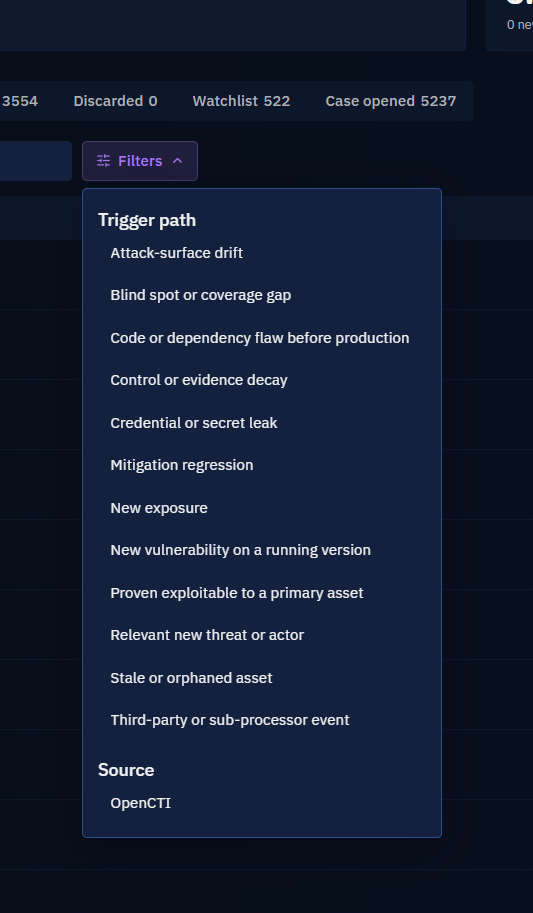 0 new
3554 Discarded 0 Watchlist 522 Case opened 5237
Filters
Trigger path
Attack-surface drift
Blind spot or coverage gap
Code or dependency flaw before production
Control or evidence decay
Credential or secret leak
Mitigation regression
New exposure
New vulnerability on a running version
Proven exploitable to a primary asset
Relevant new threat or actor
Stale or orphaned asset
Third-party or sub-processor event
Source
OpenCTI